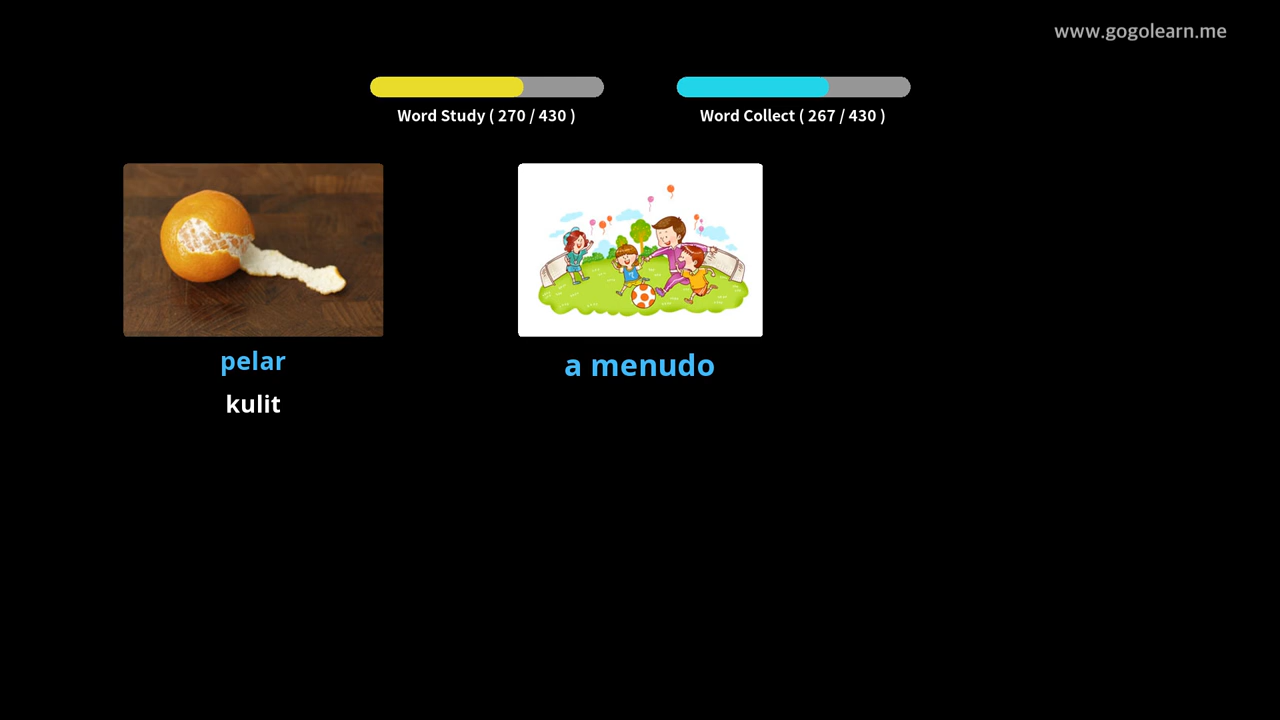 www.gogolearn.me
Word Study ( 270 / 430 )
Word Collect ( 267 / 430 )
pelar
kulit
a menudo